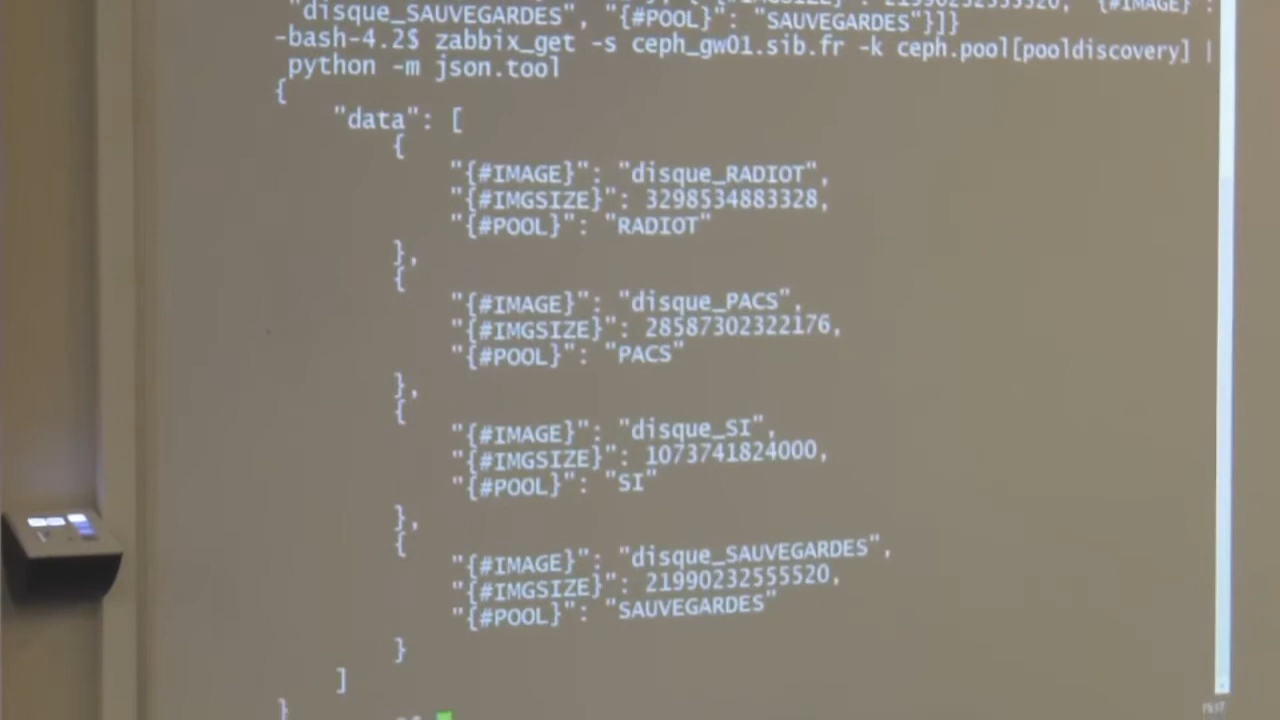 "disque_SAUVEGARDES", "{#POOL}": "SAUVEGARDES"}]}
-bash-4.2$ zabbix_get -s ceph_gw01.sib.fr -k ceph.pool[pooldiscovery] |
python -m json.tool
{
"data": [
{
"{#IMAGE}": "disque_RADIOT",
"{#IMGSIZE}": 3298534883328,
"{#POOL}": "RADIOT"
},
{
"{#IMAGE}": "disque_PACS",
"{#IMGSIZE}": 28587302322176,
"{#POOL}": "PACS"
},
{
"{#IMAGE}": "disque_SI",
"{#IMGSIZE}": 1073741824000,
"{#POOL}": "SI"
},
{
"{#IMAGE}": "disque_SAUVEGARDES",
"{#IMGSIZE}": 21990232555520,
"{#POOL}": "SAUVEGARDES"
}
]
}